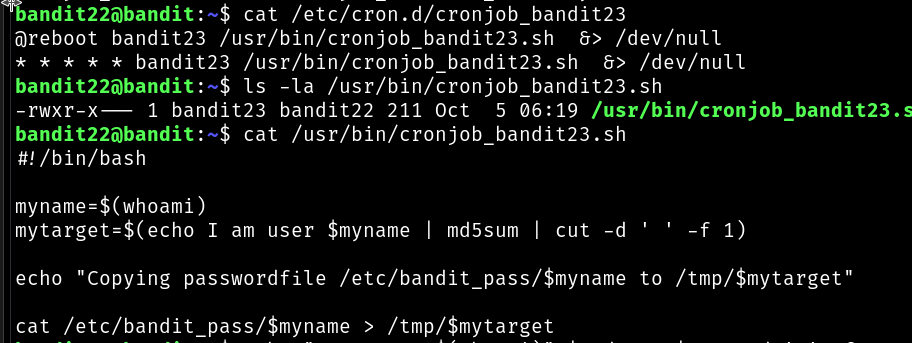 bandit22@bandit:~$ cat /etc/cron.d/cronjob_bandit23
@reboot bandit23 /usr/bin/cronjob_bandit23.sh  &> /dev/null
* * * * * bandit23 /usr/bin/cronjob_bandit23.sh  &> /dev/null
bandit22@bandit:~$ ls -la /usr/bin/cronjob_bandit23.sh
-rwxr-x--- 1 bandit23 bandit22 211 Oct  5 06:19 /usr/bin/cronjob_bandit23.s
bandit22@bandit:~$ cat /usr/bin/cronjob_bandit23.sh
#!/bin/bash
myname=$(whoami)
mytarget=$(echo I am user $myname | md5sum | cut -d ' ' -f 1)
echo "Copying passwordfile /etc/bandit_pass/$myname to /tmp/$mytarget"
cat /etc/bandit_pass/$myname > /tmp/$mytarget